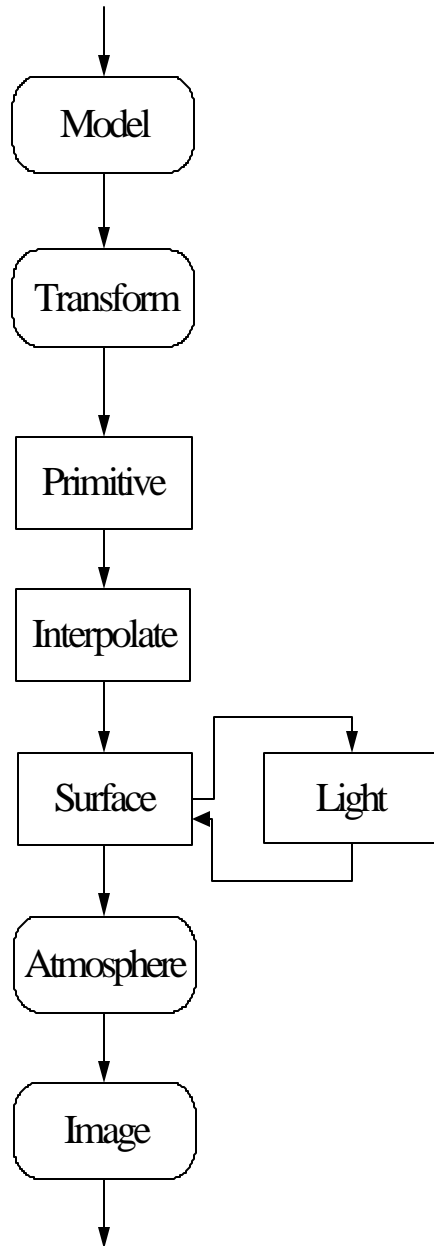 Model
Transform
Primitive
Interpolate
Surface
Light
Atmosphere
Image